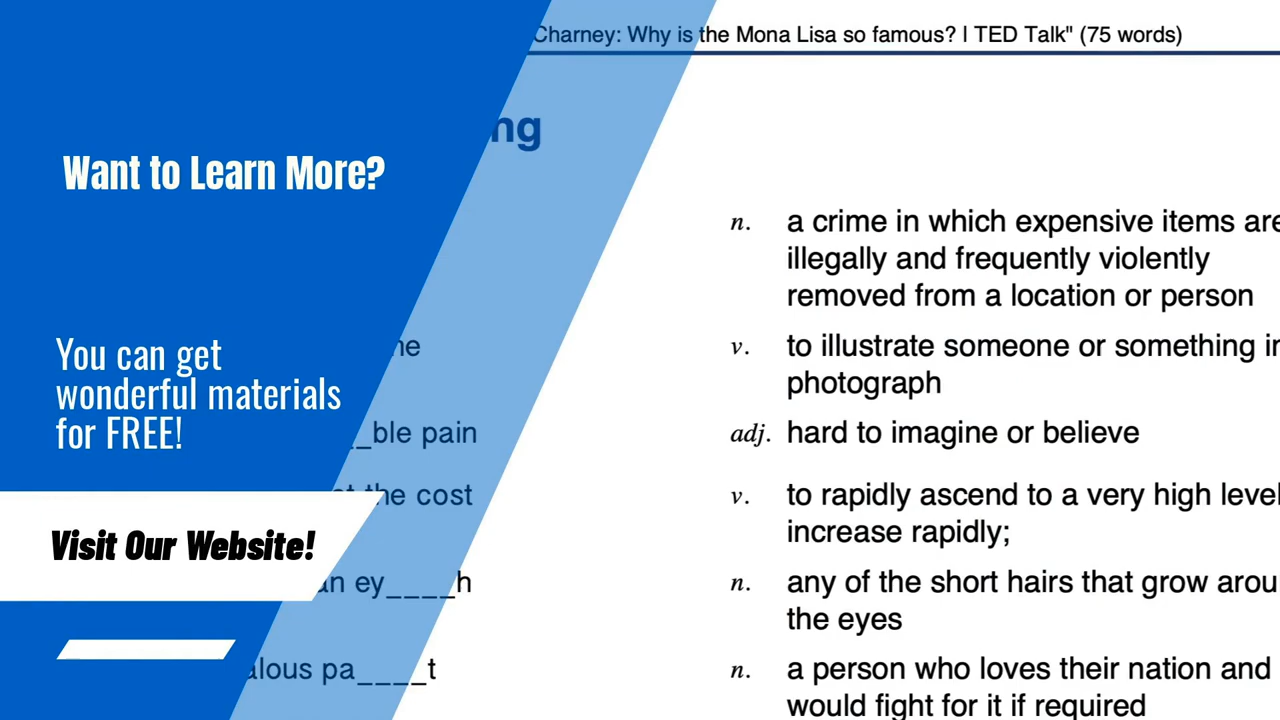 Charney: Why is the Mona Lisa so famous? | TED Talk" (75 words)
ng
Want to Learn More?
You can get
wonderful materials
for FREE!
Visit Our Website!
he
_ble pain
the cost
an ey____h
alous pa____t
n. a crime in which expensive items are
illegally and frequently violently
removed from a location or person
v. to illustrate someone or something in
photograph
adj. hard to imagine or believe
v. to rapidly ascend to a very high level
increase rapidly;
n. any of the short hairs that grow arou
the eyes
n. a person who loves their nation and
would fight for it if required